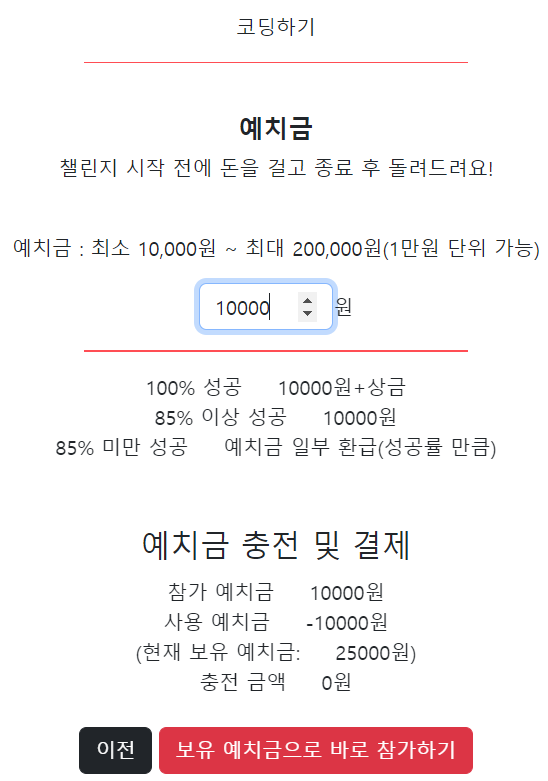 코딩하기
예치금
챌린지 시작 전에 돈을 걸고 종료 후 돌려드려요!
예치금 : 최소 10,000원 ~ 최대 200,000원(1만원 단위 가능)
10000 원
100% 성공 10000원+상금
85% 이상 성공 10000원
85% 미만 성공 예치금 일부 환급(성공률 만큼)
예치금 충전 및 결제
참가 예치금 10000원
사용 예치금 -10000원
(현재 보유 예치금: 25000원)
충전 금액 0원
이전 보유 예치금으로 바로 참가하기